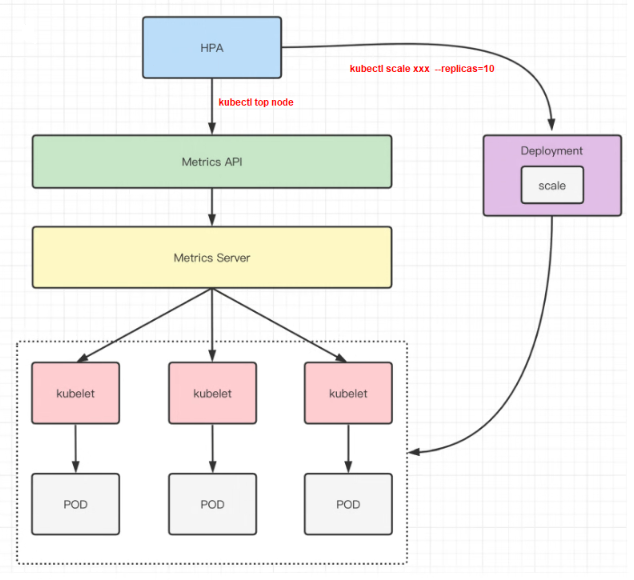 HPA
kubectl scale xxx --replicas=10
kubectl top node
Metrics API
Deployment
scale
Metrics Server
kubelet
kubelet
kubelet
POD
POD
POD